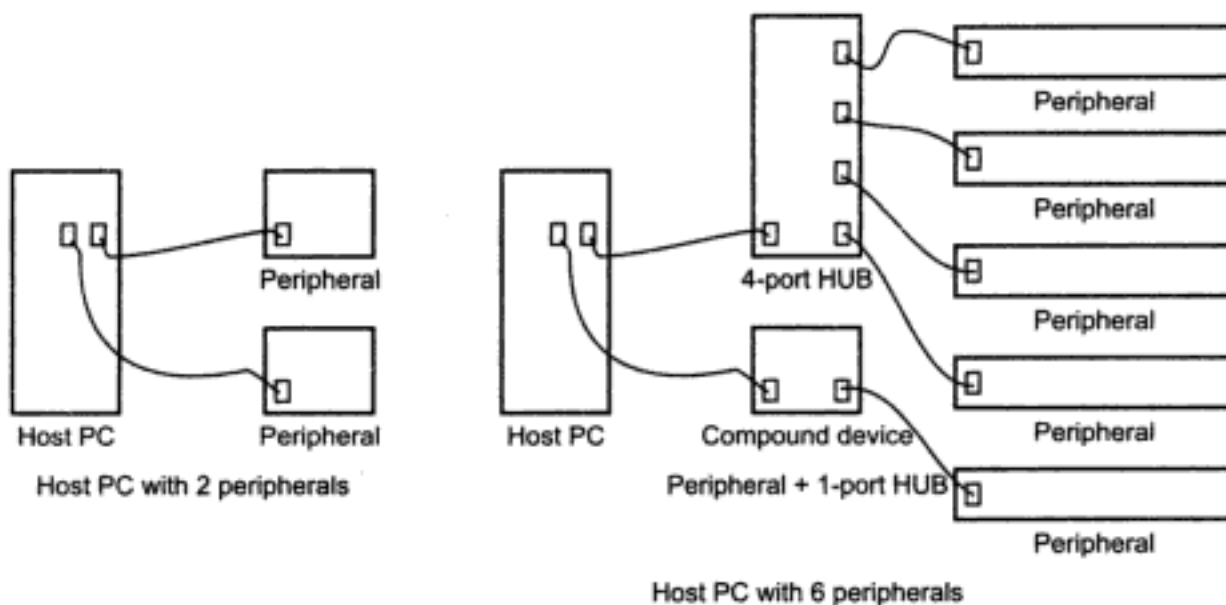 Peripheral
Peripheral
Host PC
Host PC with 2 peripherals
4-port HUB
Host PC
Compound device
Peripheral + 1-port HUB
Peripheral
Peripheral
Peripheral
Peripheral
Peripheral
Host PC with 6 peripherals